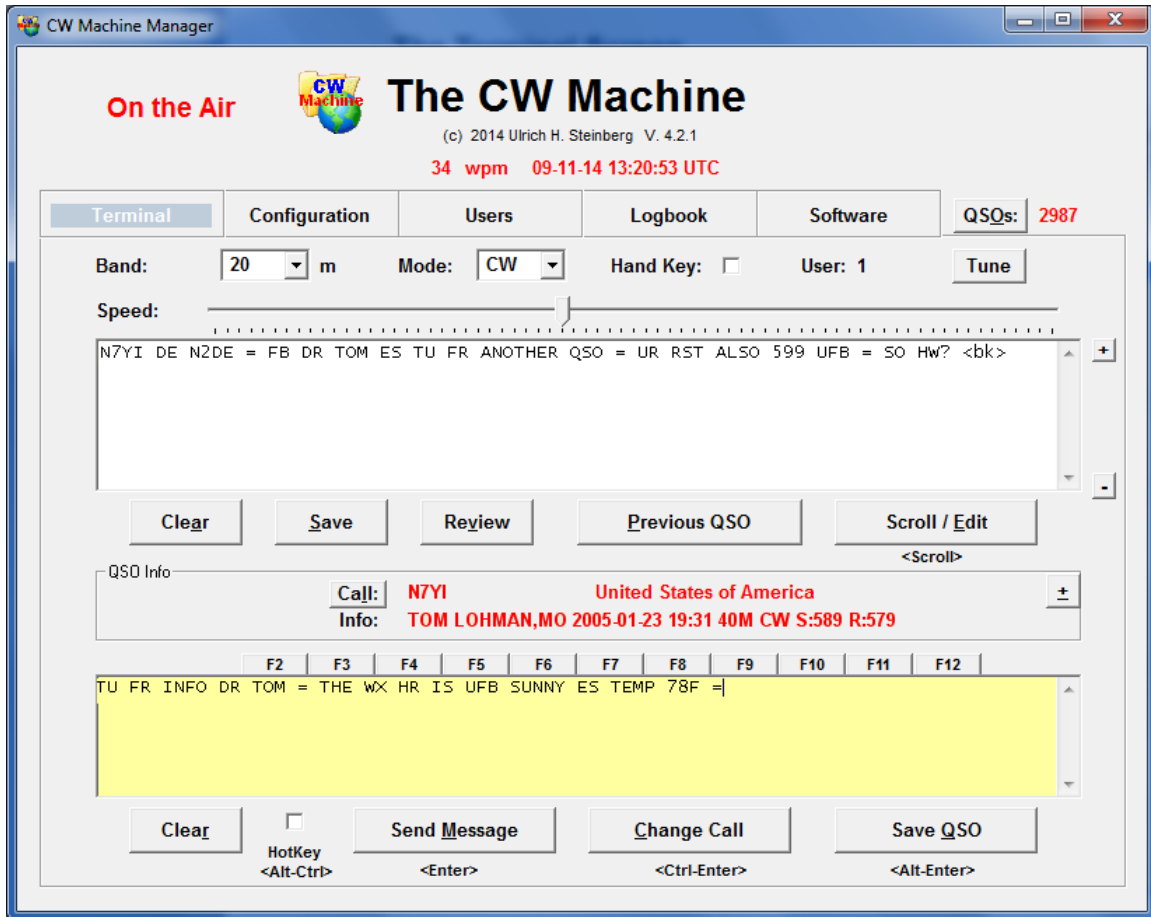 CW Machine Manager
On the Air
CW Machine
The CW Machine
(c) 2014 Ulrich H. Steinberg V. 4.2.1
34 wpm 09-11-14 13:20:53 UTC
Terminal Configuration Users Logbook Software QSOs: 2987
Band: 20 m Mode: CW Hand Key: User: 1 Tune
Speed:
N7YI DE N2DE = FB DR TOM ES TU FR ANOTHER QSO = UR RST ALSO 599 UFB = SO HW? <bk>
+
-
Clear Save Review Previous QSO Scroll / Edit
<Scroll>
QSO Info
Call: N7YI United States of America ±
Info: TOM LOHMAN,MO 2005-01-23 19:31 40M CW S:589 R:579
F2 F3 F4 F5 F6 F7 F8 F9 F10 F11 F12
TU FR INFO DR TOM = THE WX HR IS UFB SUNNY ES TEMP 78F =
Clear Send Message Change Call Save QSO
HotKey
<Alt-Ctrl> <Enter> <Ctrl-Enter> <Alt-Enter>